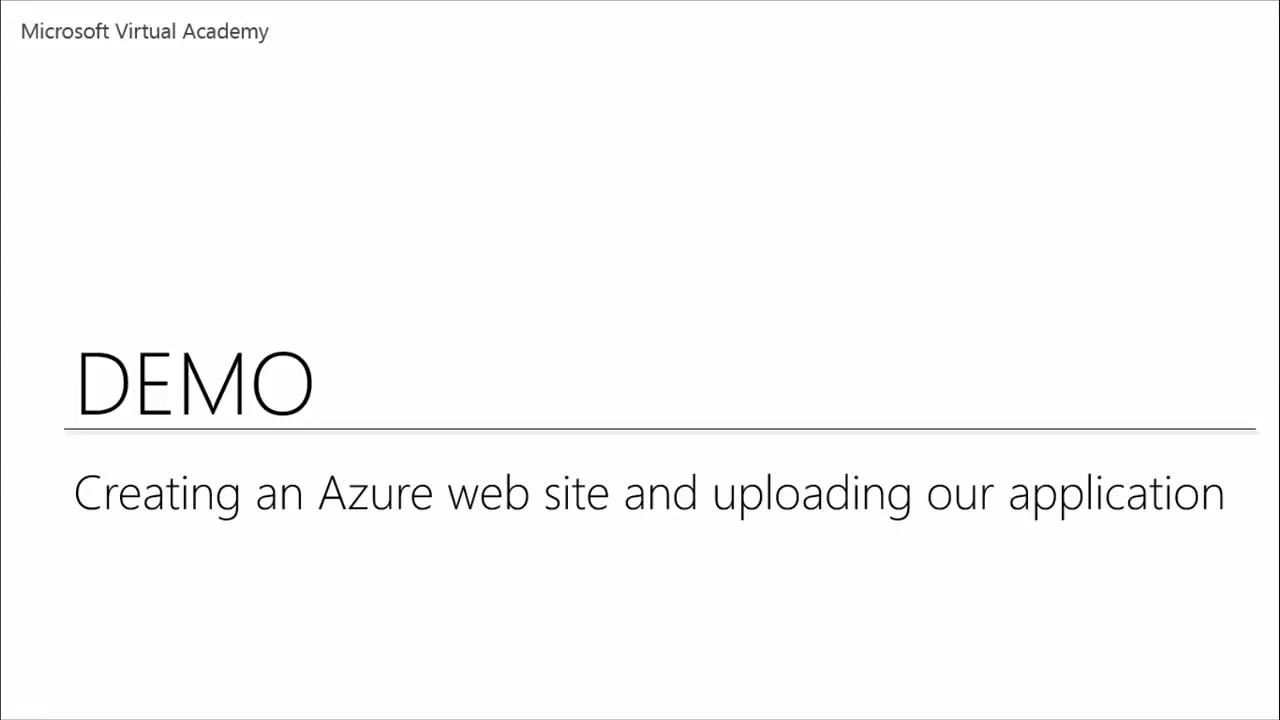 Microsoft Virtual Academy
DEMO
Creating an Azure web site and uploading our application